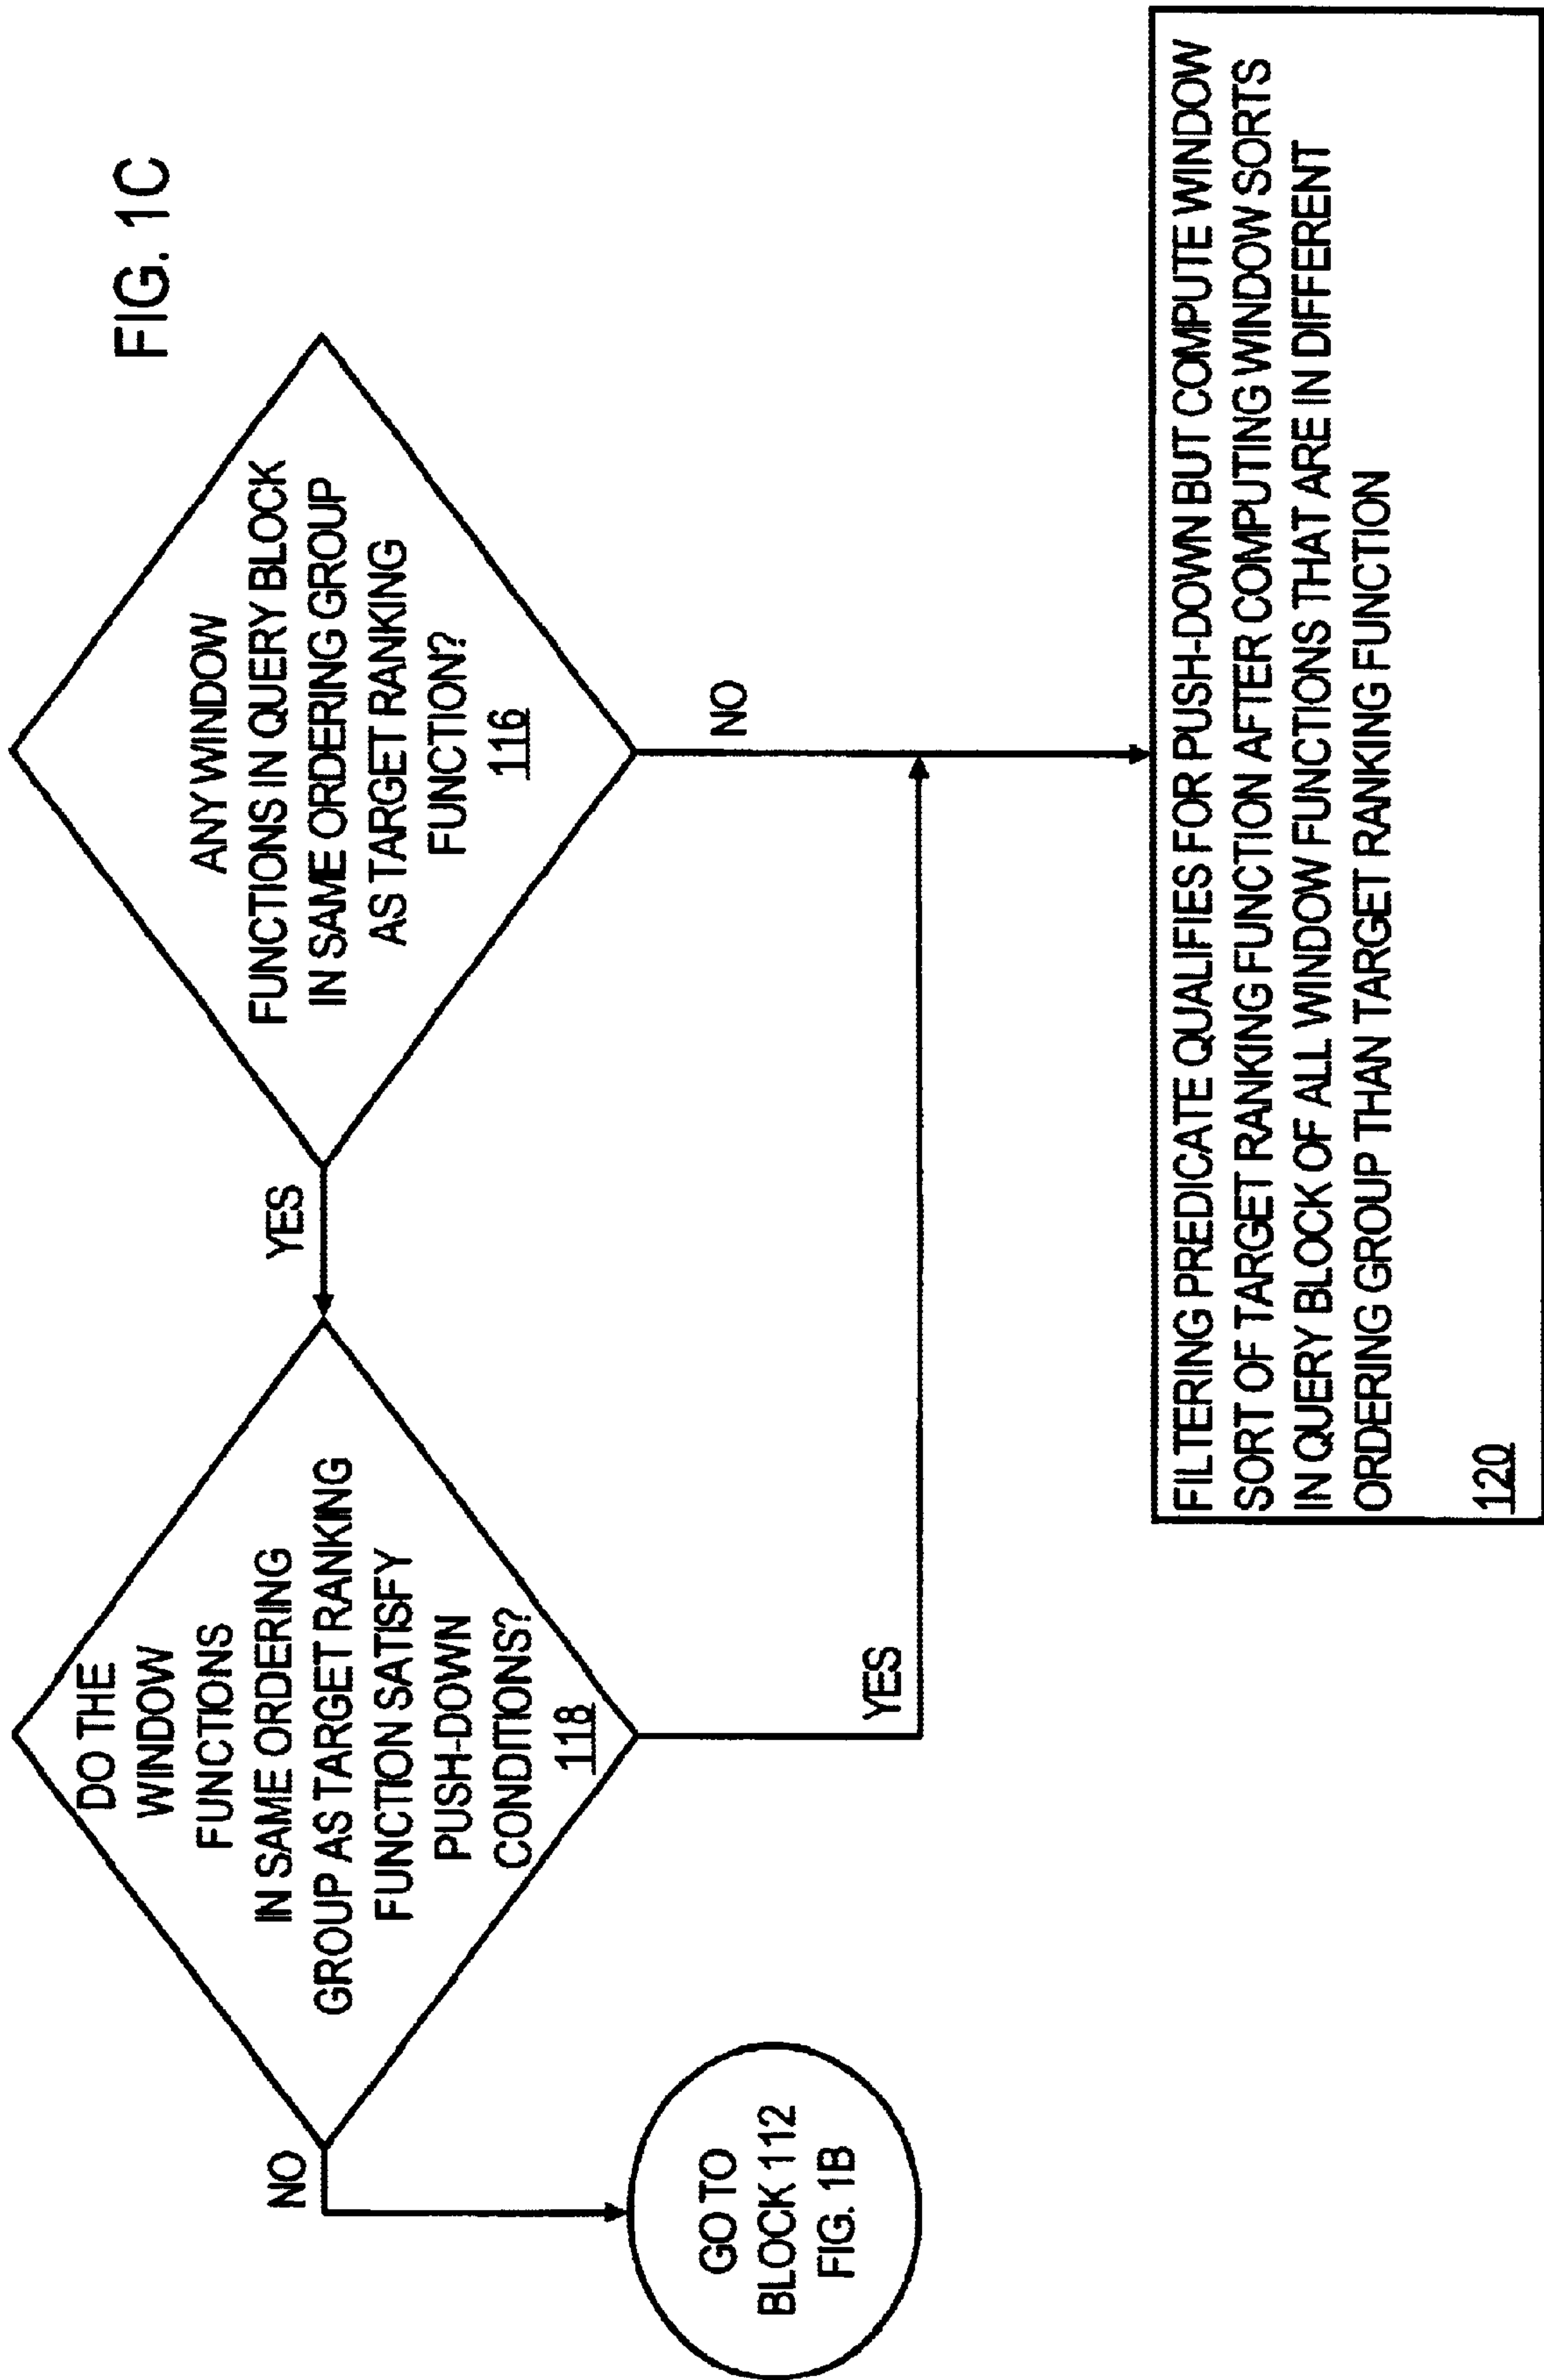 FIG. 1C
ANY WINDOW
FUNCTIONS IN QUERY BLOCK
IN SAME ORDERING GROUP
AS TARGET RANKING
FUNCTION?
116
YES
NO
DO THE
WINDOW
FUNCTIONS
IN SAME ORDERING
GROUP AS TARGET RANKING
FUNCTION SATISFY
PUSH-DOWN
CONDITIONS?
118
NO
YES
GO TO
BLOCK 112
FIG. 1B
FILTERING PREDICATE QUALIFIES FOR PUSH-DOWN BUT COMPUTE WINDOW
SORT OF TARGET RANKING FUNCTION AFTER COMPUTING WINDOW SORTS
IN QUERY BLOCK OF ALL WINDOW FUNCTIONS THAT ARE IN DIFFERENT
ORDERING GROUP THAN TARGET RANKING FUNCTION
120